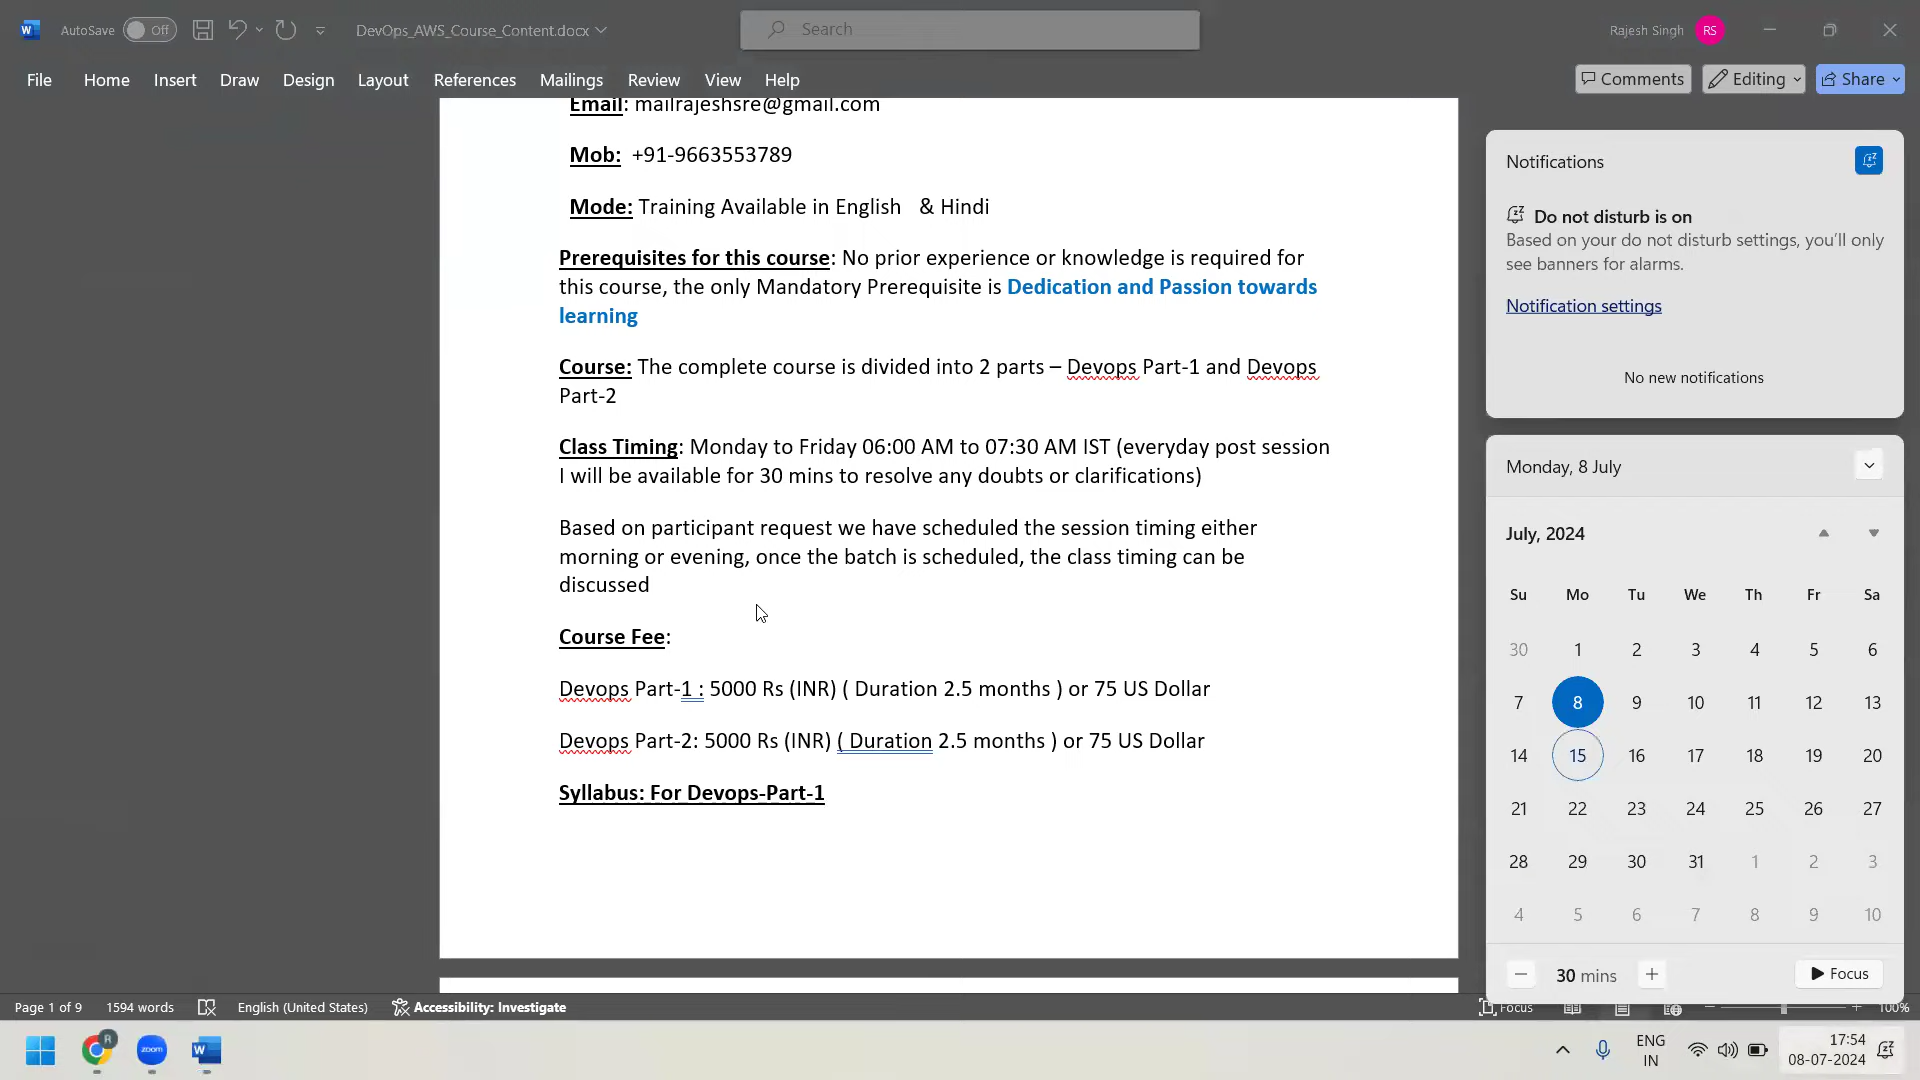 AutoSave Off DevOps_AWS_Course_Content.docx Search Rajesh Singh RS
File Home Insert Draw Design Layout References Mailings Review View Help Comments Editing Share
Email: mailrajeshsre@gmail.com
Mob: +91-9663553789
Mode: Training Available in English & Hindi
Prerequisites for this course: No prior experience or knowledge is required for
this course, the only Mandatory Prerequisite is Dedication and Passion towards
learning
Course: The complete course is divided into 2 parts – Devops Part-1 and Devops
Part-2
Class Timing: Monday to Friday 06:00 AM to 07:30 AM IST (everyday post session
I will be available for 30 mins to resolve any doubts or clarifications)
Based on participant request we have scheduled the session timing either
morning or evening, once the batch is scheduled, the class timing can be
discussed
Course Fee:
Devops Part-1 : 5000 Rs (INR) ( Duration 2.5 months ) or 75 US Dollar
Devops Part-2: 5000 Rs (INR) ( Duration 2.5 months ) or 75 US Dollar
Syllabus: For Devops-Part-1
Notifications
Do not disturb is on
Based on your do not disturb settings, you'll only
see banners for alarms.
Notification settings
No new notifications
Monday, 8 July
July, 2024
Su Mo Tu We Th Fr Sa
30 1 2 3 4 5 6
7 8 9 10 11 12 13
14 15 16 17 18 19 20
21 22 23 24 25 26 27
28 29 30 31 1 2 3
4 5 6 7 8 9 10
30 mins Focus
Page 1 of 9 1594 words English (United States) Accessibility: Investigate Focus 100%
R zoom W ENG
IN
17:54
08-07-2024